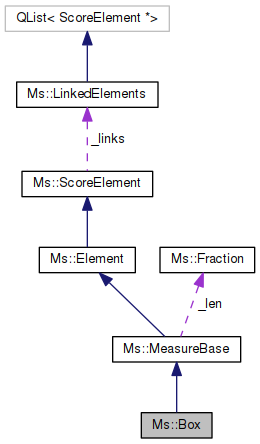 QList< ScoreElement *>
Ms::LinkedElements
_links
Ms::ScoreElement
Ms::Element
Ms::Fraction
_len
Ms::MeasureBase
Ms::Box